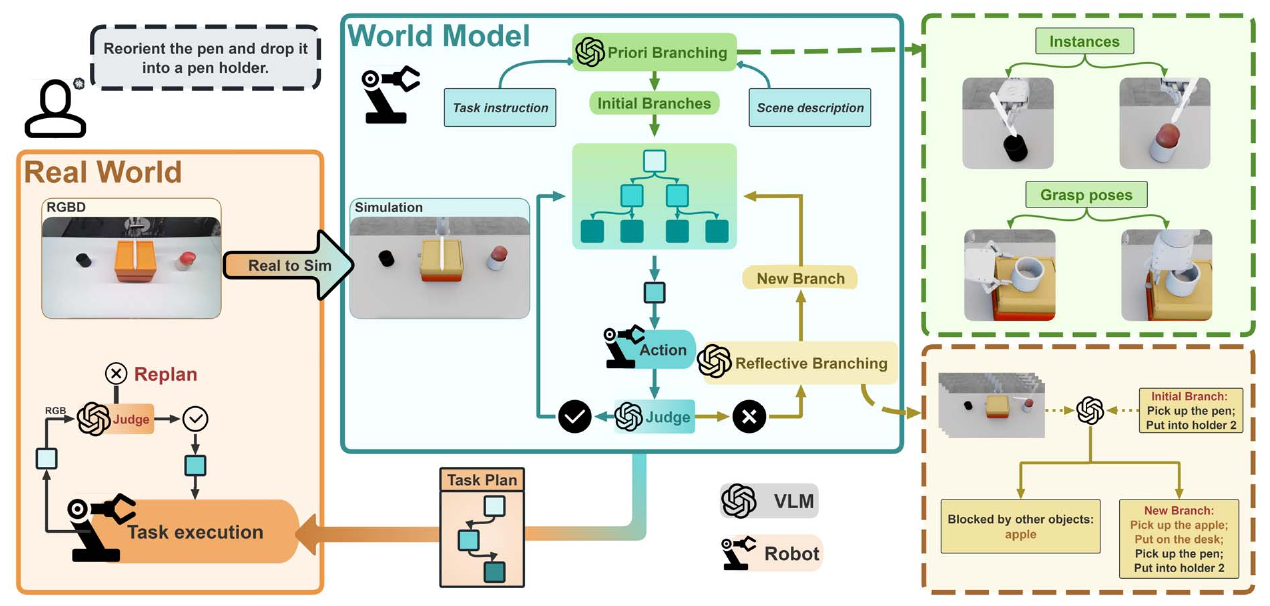 Reorient the pen and drop it
into a pen holder.
Real World
RGBD
Real to Sim
Replan
RGB
Judge
Task execution
World Model
Priori Branching
Task instruction
Initial Branches
Scene description
Simulation
New Branch
Action
Reflective Branching
Judge
Task Plan
VLM
Robot
Instances
Grasp poses
Initial Branch:
Pick up the pen;
Put into holder 2
Blocked by other objects:
apple
New Branch:
Pick up the apple;
Put on the desk;
Pick up the pen;
Put into holder 2